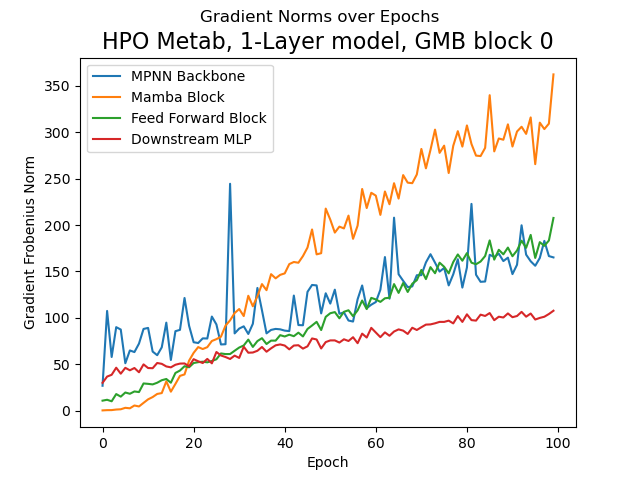 Gradient Norms over Epochs
HPO Metab, 1-Layer model, GMB block 0
MPNN Backbone
Mamba Block
Feed Forward Block
Downstream MLP
Gradient Frobenius Norm
350
300
250
200
150
100
50
0
0 20 40 60 80 100
Epoch